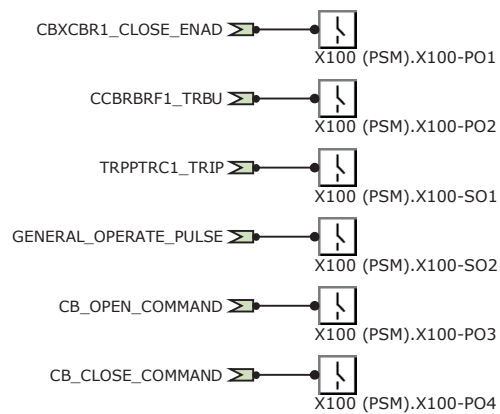 CBXCBR1_CLOSE_ENAD
X100 (PSM).X100-PO1
CCBRBRF1_TRBU
X100 (PSM).X100-PO2
TRPPTRC1_TRIP
X100 (PSM).X100-SO1
GENERAL_OPERATE_PULSE
X100 (PSM).X100-SO2
CB_OPEN_COMMAND
X100 (PSM).X100-PO3
CB_CLOSE_COMMAND
X100 (PSM).X100-PO4